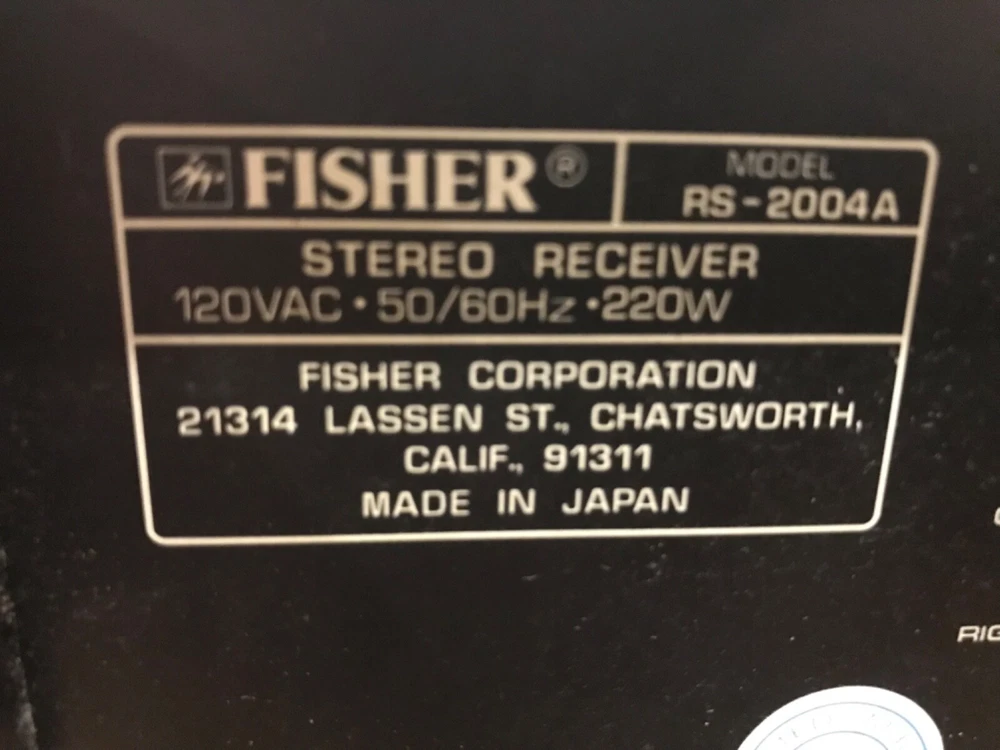 FISHER®
MODEL
RS-2004A
STEREO RECEIVER
120VAC • 50/60Hz • 220W
FISHER CORPORATION
21314 LASSEN ST., CHATSWORTH,
CALIF., 91311
MADE IN JAPAN
RIG